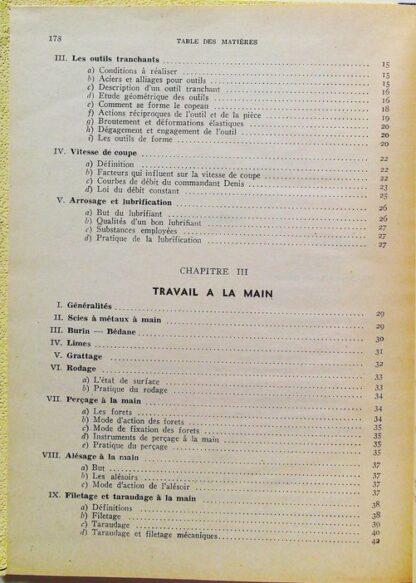 178 TABLE DES MATIÈRES
III. Les outils tranchants 15
a) Conditions à réaliser 15
b) Aciers et alliages pour outils 15
c) Description d'un outil tranchant 16
d) Etude géométrique des outils 16
e) Comment se forme le copeau 18
f) Actions réciproques de l'outil et de la pièce 19
g) Broutement et déformations élastiques 20
h) Dégagement et engagement de l'outil 20
i) Les outils de forme 20
IV. Vitesse de coupe 22
a) Définition 22
b) Facteurs qui influent sur la vitesse de coupe 22
c) Courbes de débit du commandant Denis 23
d) Loi du débit constant 25
V. Arrosage et lubrification 26
a) But du lubrifiant 26
b) Qualités d'un bon lubrifiant 27
c) Substances employées 27
d) Pratique de la lubrification 27
CHAPITRE III
TRAVAIL A LA MAIN
I. Généralités 29
II. Scies à métaux à main 29
III. Burin — Bédane 30
IV. Limes 31
V. Grattage 32
VI. Rodage 33
a) L'état de surface 33
b) Pratique du rodage 34
VII. Perçage à la main 34
a) Les forets 34
b) Mode d'action des forets 35
c) Mode de fixation des forets 35
d) Instruments de perçage à la main 35
e) Pratique du perçage 35
VIII. Alésage à la main 37
a) But 37
b) Les alésoirs 37
c) Mode d'action de l'alésoir 37
IX. Filetage et taraudage à la main 38
a) Définitions 38
b) Filetage 39
c) Taraudage 40
d) Taraudage et filetage mécaniques 42